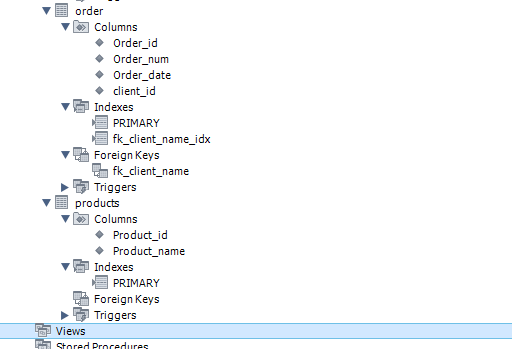 order
Columns
Order_id
Order_num
Order_date
client_id
Indexes
PRIMARY
fk_client_name_idx
Foreign Keys
fk_client_name
Triggers
products
Columns
Product_id
Product_name
Indexes
PRIMARY
Foreign Keys
Triggers
Views
Stored Procedures